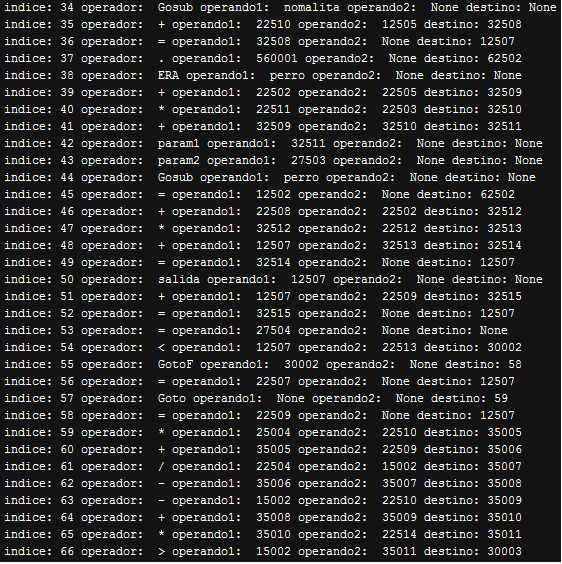 indice: 34 operador:  Gosub operando1:  nomalita operando2:  None destino: None
indice: 35 operador:  + operando1:  22510 operando2:  12505 destino: 32508
indice: 36 operador:  = operando1:  32508 operando2:  None destino: 12507
indice: 37 operador:  . operando1:  560001 operando2:  None destino: 62502
indice: 38 operador:  ERA operando1:  perro operando2:  None destino: None
indice: 39 operador:  + operando1:  22502 operando2:  22505 destino: 32509
indice: 40 operador:  * operando1:  22511 operando2:  22503 destino: 32510
indice: 41 operador:  + operando1:  32509 operando2:  32510 destino: 32511
indice: 42 operador:  param1 operando1:  32511 operando2:  None destino: None
indice: 43 operador:  param2 operando1:  27503 operando2:  None destino: None
indice: 44 operador:  Gosub operando1:  perro operando2:  None destino: None
indice: 45 operador:  = operando1:  12502 operando2:  None destino: 62502
indice: 46 operador:  + operando1:  22508 operando2:  22502 destino: 32512
indice: 47 operador:  * operando1:  32512 operando2:  22512 destino: 32513
indice: 48 operador:  + operando1:  12507 operando2:  32513 destino: 32514
indice: 49 operador:  = operando1:  32514 operando2:  None destino: 12507
indice: 50 operador:  salida operando1:  12507 operando2:  None destino: None
indice: 51 operador:  + operando1:  12507 operando2:  22509 destino: 32515
indice: 52 operador:  = operando1:  32515 operando2:  None destino: 12507
indice: 53 operador:  = operando1:  27504 operando2:  None destino: None
indice: 54 operador:  < operando1:  12507 operando2:  22513 destino: 30002
indice: 55 operador:  GotoF operando1:  30002 operando2:  None destino: 58
indice: 56 operador:  = operando1:  22507 operando2:  None destino: 12507
indice: 57 operador:  Goto operando1:  None operando2:  None destino: 59
indice: 58 operador:  = operando1:  22509 operando2:  None destino: 12507
indice: 59 operador:  * operando1:  25004 operando2:  22510 destino: 35005
indice: 60 operador:  + operando1:  35005 operando2:  22509 destino: 35006
indice: 61 operador:  / operando1:  22504 operando2:  15002 destino: 35007
indice: 62 operador:  - operando1:  35006 operando2:  35007 destino: 35008
indice: 63 operador:  - operando1:  15002 operando2:  22510 destino: 35009
indice: 64 operador:  + operando1:  35008 operando2:  35009 destino: 35010
indice: 65 operador:  * operando1:  35010 operando2:  22514 destino: 35011
indice: 66 operador:  > operando1:  15002 operando2:  35011 destino: 30003